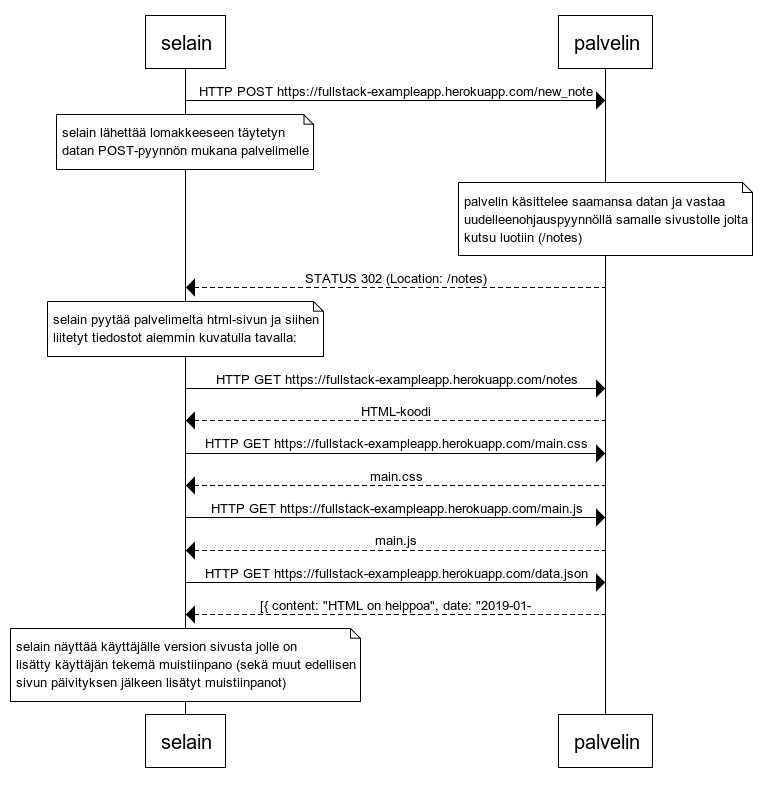 selain
palvelin
HTTP POST https://fullstack-exampleapp.herokuapp.com/new_note
selain lähettää lomakkeeseen täytetyn
datan POST-pyynnön mukana palvelimelle
palvelin käsittelee saamansa datan ja vastaa
uudelleenohjauspyynnöllä samalle sivustolle jolta
kutsu luotiin (/notes)
STATUS 302 (Location: /notes)
selain pyytää palvelimelta html-sivun ja siihen
liitetyt tiedostot aiemmin kuvatulla tavalla:
HTTP GET https://fullstack-exampleapp.herokuapp.com/notes
HTML-koodi
HTTP GET https://fullstack-exampleapp.herokuapp.com/main.css
main.css
HTTP GET https://fullstack-exampleapp.herokuapp.com/main.js
main.js
HTTP GET https://fullstack-exampleapp.herokuapp.com/data.json
[{ content: "HTML on helppoa", date: "2019-01-
selain näyttää käyttäjälle version sivusta jolle on
lisätty käyttäjän tekemä muistiinpano (sekä muut edellisen
sivun päivityksen jälkeen lisätyt muistiinpanot)
selain
palvelin